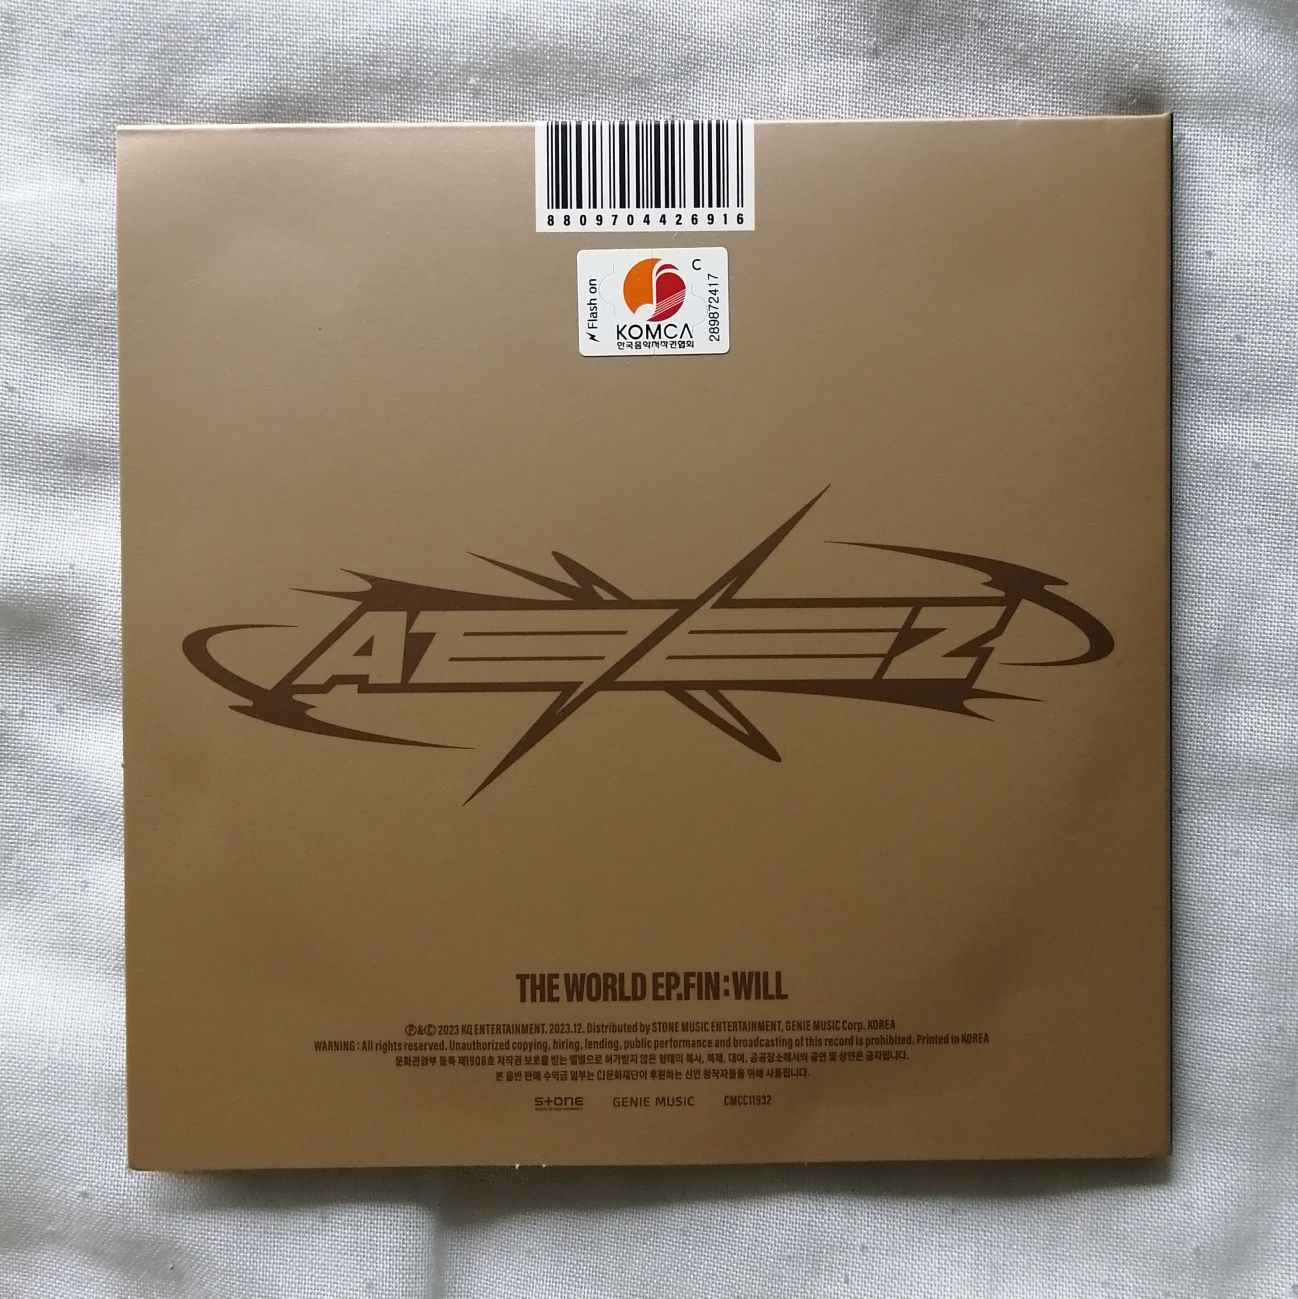 8809704426916
Flash on
C
KOMCA
한국음악저작권협회
289872417
ATEEZ
THE WORLD EP.FIN : WILL
Ⓟ&Ⓒ 2023 KQ ENTERTAINMENT. 2023.12. Distributed by STONE MUSIC ENTERTAINMENT, GENIE MUSIC Corp. KOREA
WARNING : All rights reserved. Unauthorized copying, hiring, lending, public performance and broadcasting of this record is prohibited. Printed in KOREA
문화관광부 등록 제1908호 저작권 보호를 받는 앨범으로 허가받지 않은 형태의 복사, 복제, 대여, 공공장소에서의 공연 및 상연은 금지됩니다.
본 음반 판매 수익금 일부는 CJ문화재단이 후원하는 신인 창작자들을 위해 사용됩니다.
STONE
GENIE MUSIC
CMCC11932